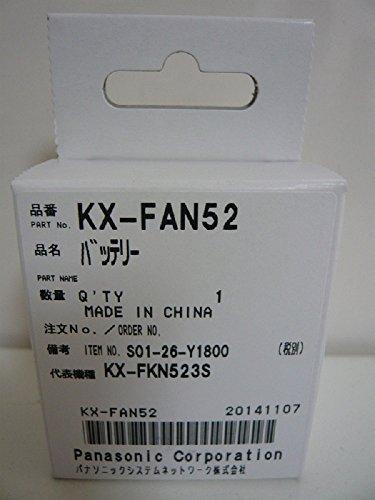 品番 KX-FAN52
PART No.
品名 ﾊﾞｯﾃﾘｰ
PART NAME
数量 Q'TY 1
MADE IN CHINA
注文No./ORDER NO.
備考 ITEM NO. S01-26-Y1800 (税別)
代表機種 KX-FKN523S
KX-FAN52 20141107
Panasonic Corporation
パナソニックシステムネットワークス株式会社